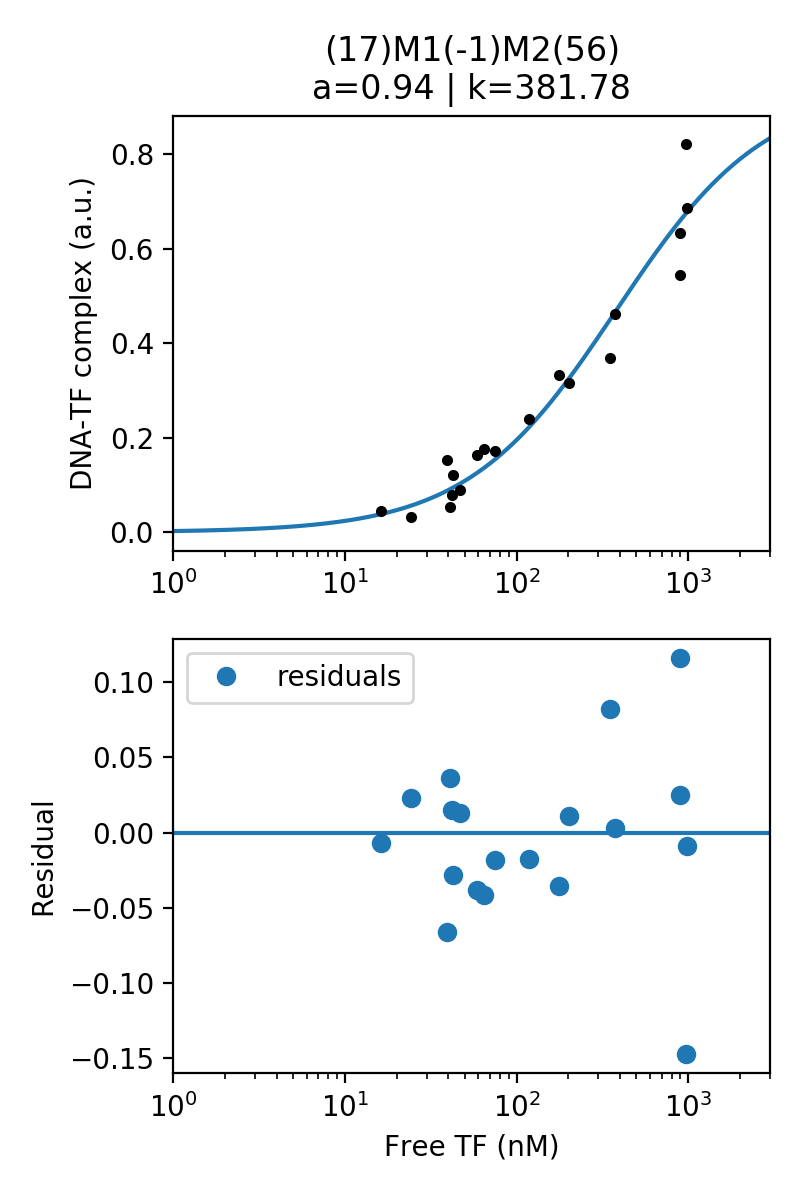 (17)M1(-1)M2(56)
a=0.94 | k=381.78
DNA-TF complex (a.u.)
0.8
0.6
0.4
0.2
0.0
10⁰ 10¹ 10² 10³
residuals
Residual
0.10
0.05
0.00
−0.05
−0.10
−0.15
10⁰ 10¹ 10² 10³
Free TF (nM)